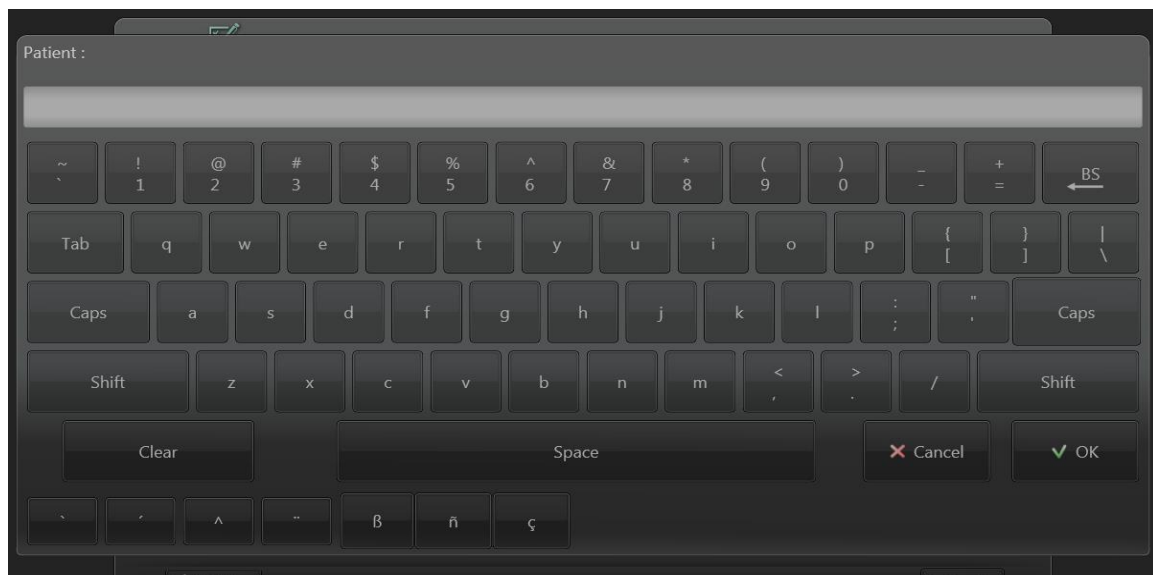 Patient :
~ ! @ # $ % ^ & * ( ) _ +
` 1 2 3 4 5 6 7 8 9 0 - = BS
Tab q w e r t y u i o p { [ } ] | \
Caps a s d f g h j k l : ; " ' Caps
Shift z x c v b n m < , > . / Shift
Clear Space Cancel OK
` ´ ^ ¨ ß ñ ç